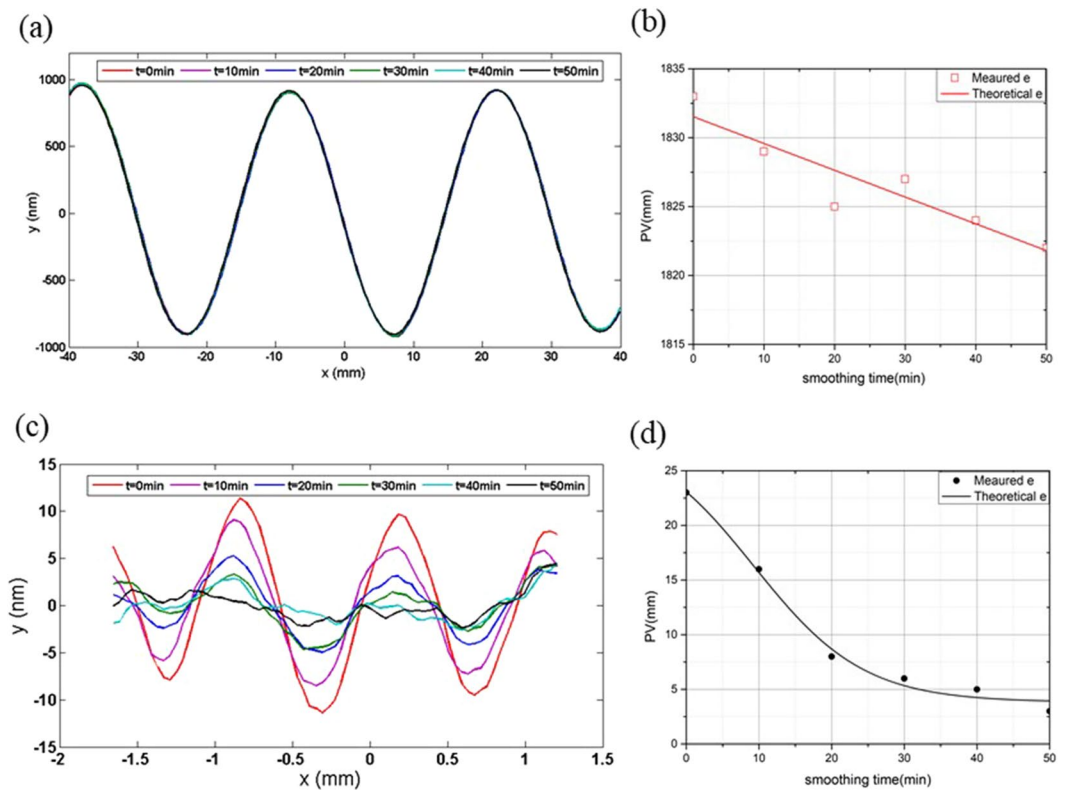 (a)
t=0min t=10min t=20min t=30min t=40min t=50min
1000
500
0
-500
-1000
y (nm)
-40 -30 -20 -10 0 10 20 30 40
x (mm)
(b)
Meaured e
Theoretical e
1835
1830
1825
1820
1815
PV(mm)
0 10 20 30 40 50
smoothing time(min)
(c)
t=0min t=10min t=20min t=30min t=40min t=50min
15
10
5
0
-5
-10
-15
y (nm)
-2 -1.5 -1 -0.5 0 0.5 1 1.5
x (mm)
(d)
Meaured e
Theoretical e
25
20
15
10
5
0
PV(mm)
0 10 20 30 40 50
smoothing time(min)